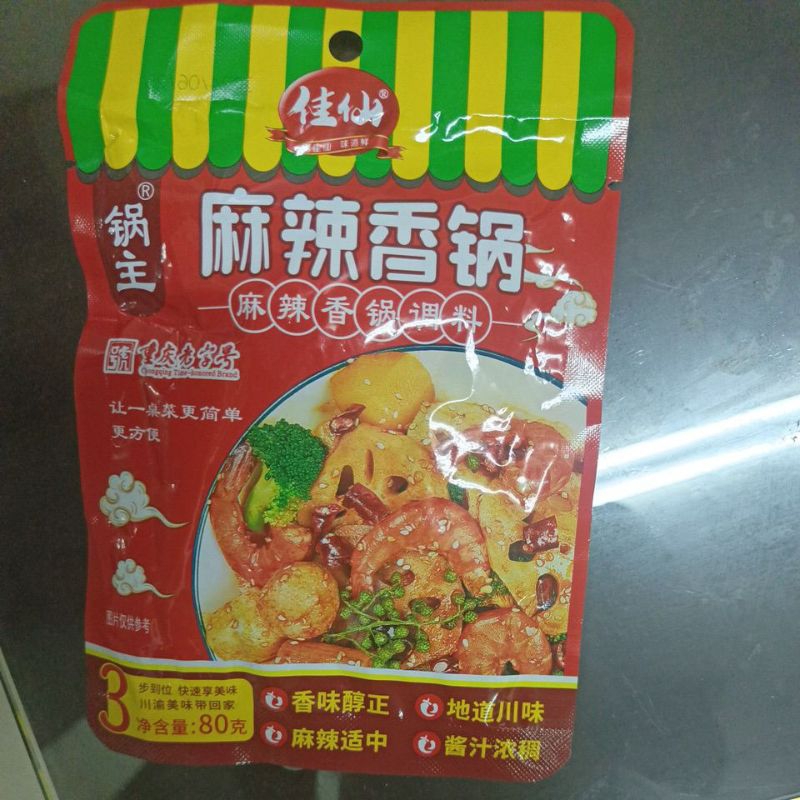 佳仙®
味道鲜
锅主®
麻辣香锅
麻辣香锅调料
重庆老字号
Chongqing Time-honored Brand
让一桌菜更简单
更方便
图片仅供参考
3步到位 快速享美味
川渝美味带回家
净含量:80克
香味醇正
地道川味
麻辣适中
酱汁浓稠